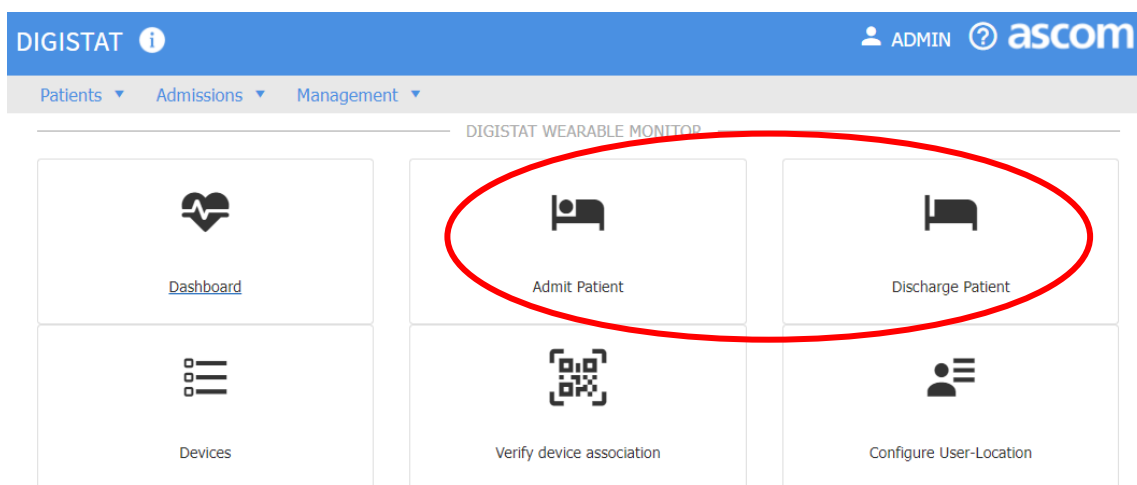 DIGISTAT i ADMIN ? ascom
Patients Admissions Management
DIGISTAT WEARABLE MONITOR
Dashboard Admit Patient Discharge Patient
Devices Verify device association Configure User-Location